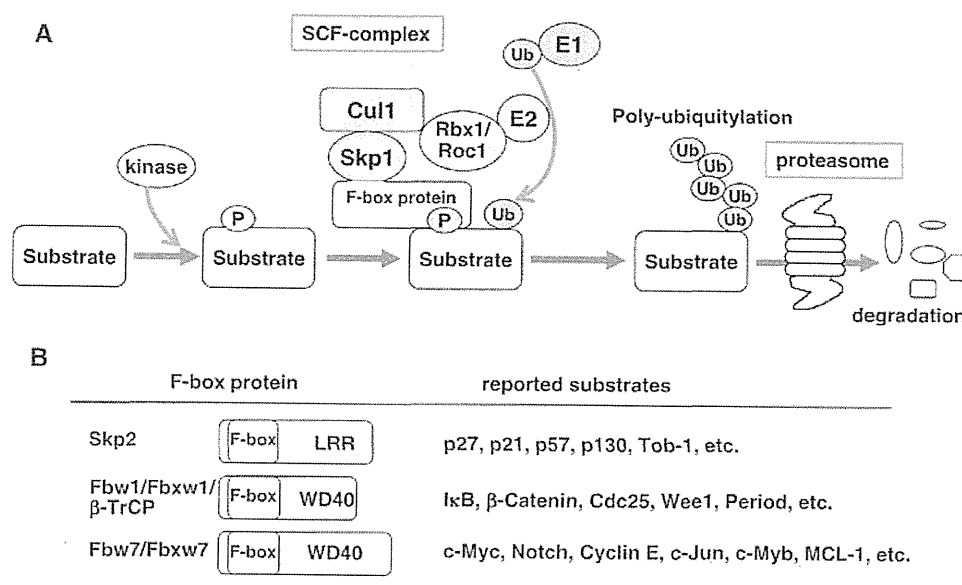 A
SCF-complex
Ub E1
Cul1
Rbx1/
Roc1
E2
Skp1
kinase
F-box protein
P
P
Ub
Poly-ubiquitylation
Ub
Ub
Ub
Ub
Ub
proteasome
Substrate
Substrate
Substrate
Substrate
degradation
B
F-box protein reported substrates
Skp2 F-box LRR p27, p21, p57, p130, Tob-1, etc.
Fbw1/Fbxw1/
β-TrCP F-box WD40 IκB, β-Catenin, Cdc25, Wee1, Period, etc.
Fbw7/Fbxw7 F-box WD40 c-Myc, Notch, Cyclin E, c-Jun, c-Myb, MCL-1, etc.